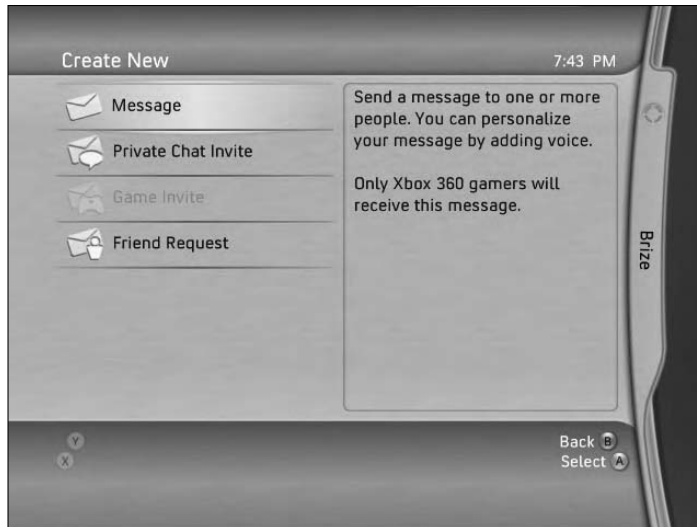 Create New
7:43 PM
Message
Private Chat Invite
Game Invite
Friend Request
Send a message to one or more
people. You can personalize
your message by adding voice.
Only Xbox 360 gamers will
receive this message.
Brize
Y
X
Back B
Select A